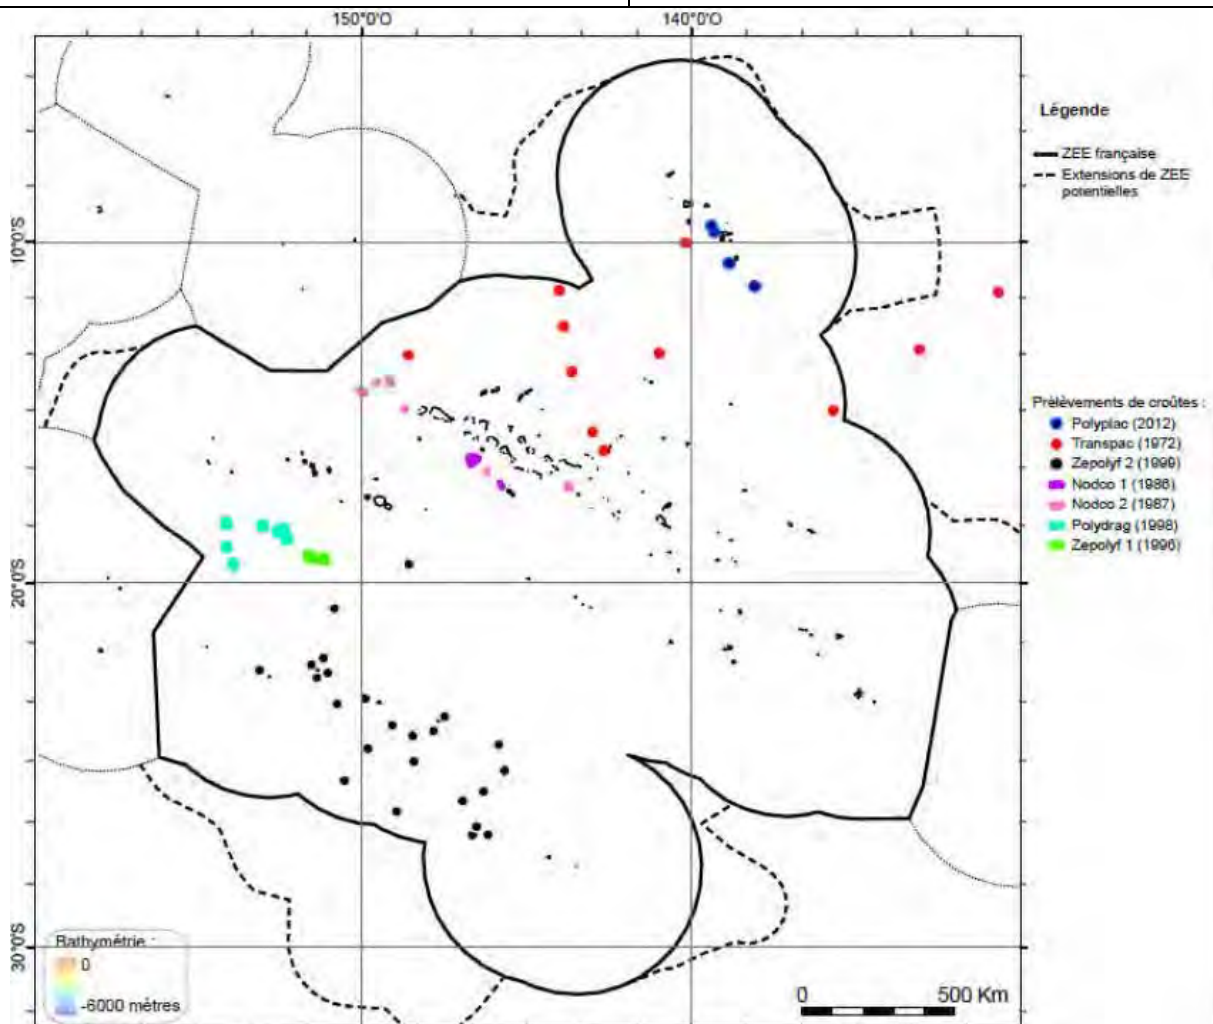 150°0'0 140°0'0
Légende
ZEE française
Extensions de ZEE
potentielles
10°0'S
Prélèvements de croûtes :
Polyplac (2012)
Transpac (1972)
Zepolyf 2 (1999)
Nodco 1 (1986)
Nodco 2 (1987)
Polydrag (1998)
Zepolyf 1 (1996)
20°0'S
30°0'S
Bathymétrie :
0
-6000 mètres
0 500 Km